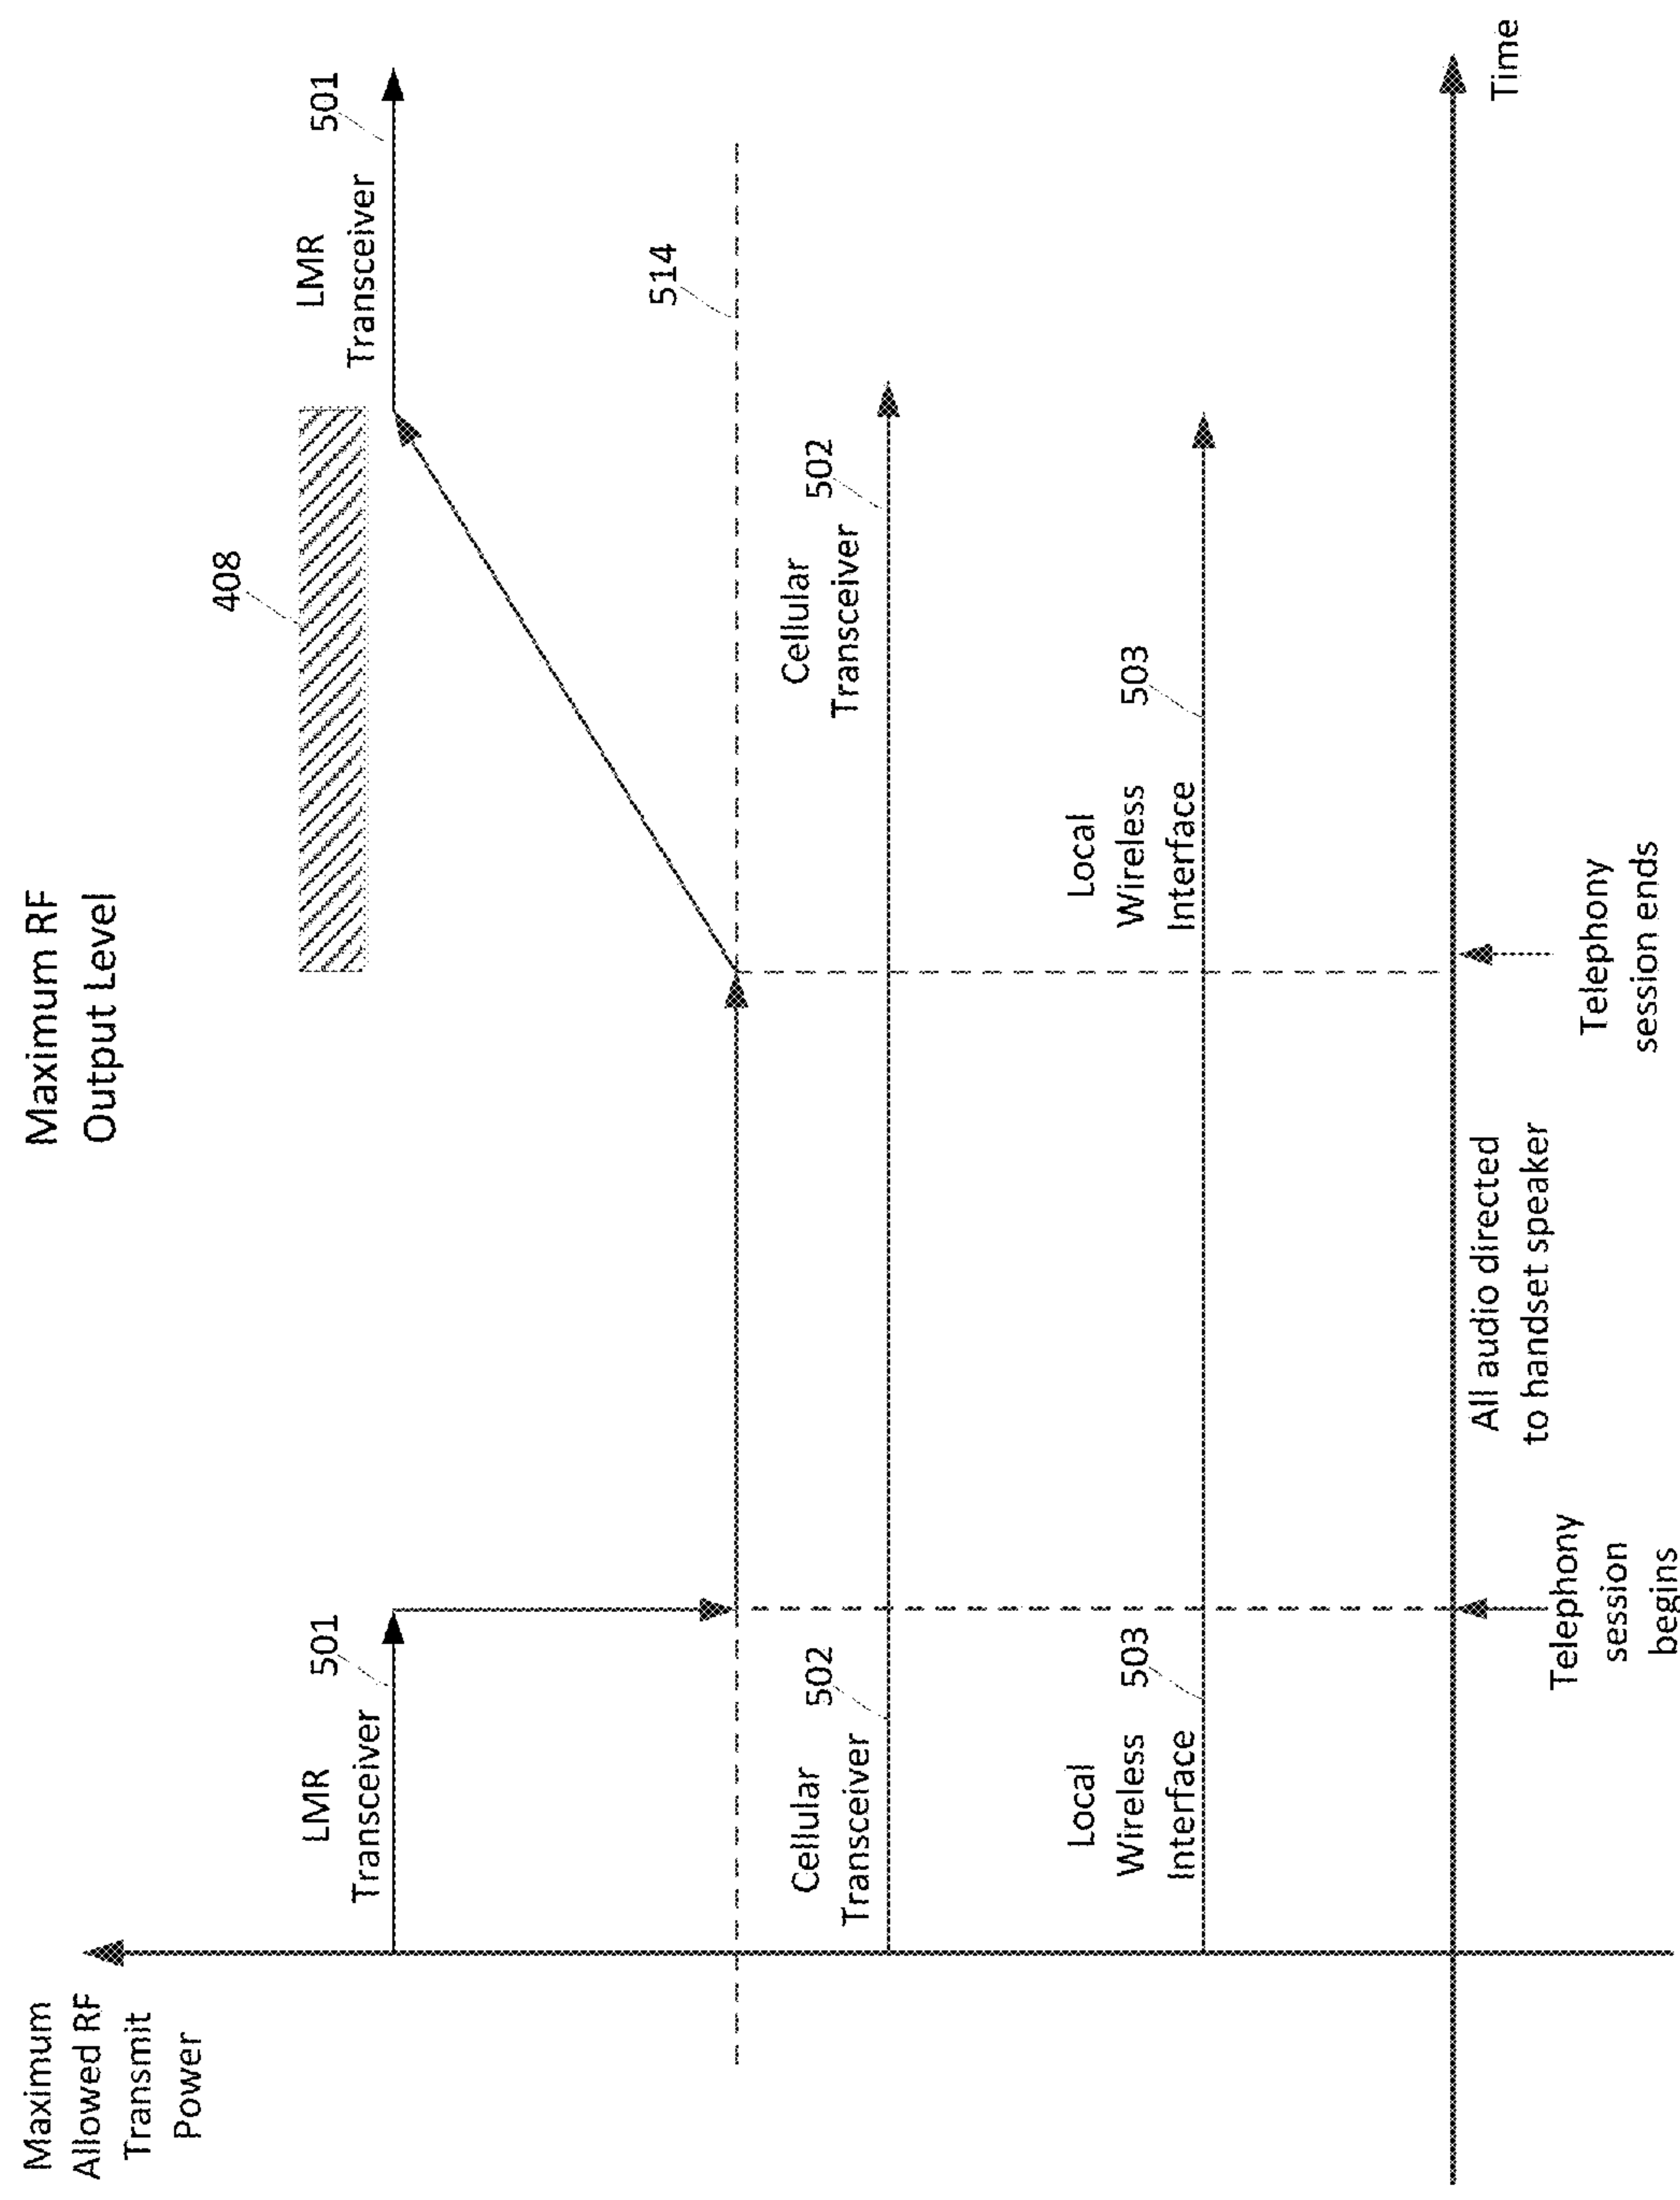 Maximum RF
Output Level
Maximum
Allowed RF
Transmit
Power
408
LMR
Transceiver
501
LMR
Transceiver
501
514
Cellular
Transceiver
502
Cellular
Transceiver
502
Local
Wireless
Interface
503
Local
Wireless
Interface
503
Time
All audio directed
to handset speaker
Telephony
session
begins
Telephony
session ends